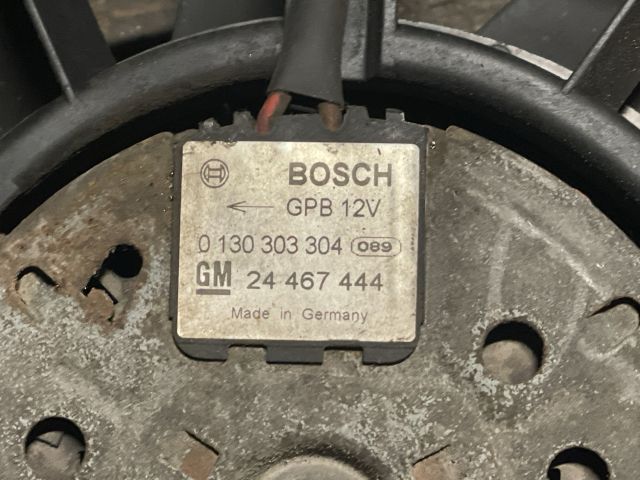 BOSCH
GPB 12V
0 130 303 304 089
GM 24 467 444
Made in Germany